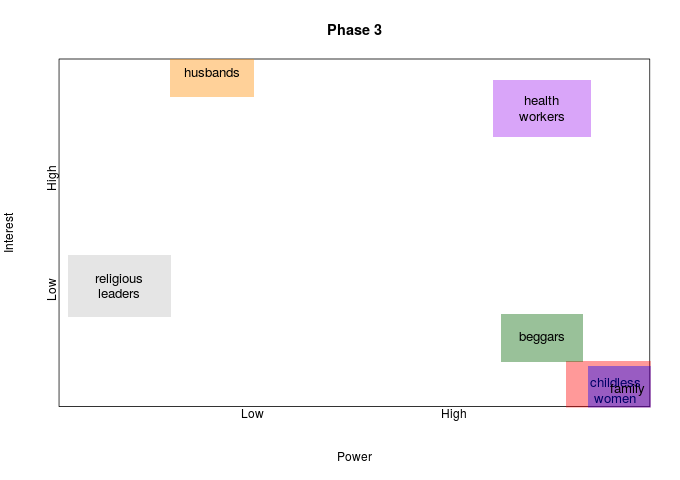 Phase 3
husbands
health
workers
High
Interest
religious
leaders
Low
beggars
childless
women
family
Low
High
Power